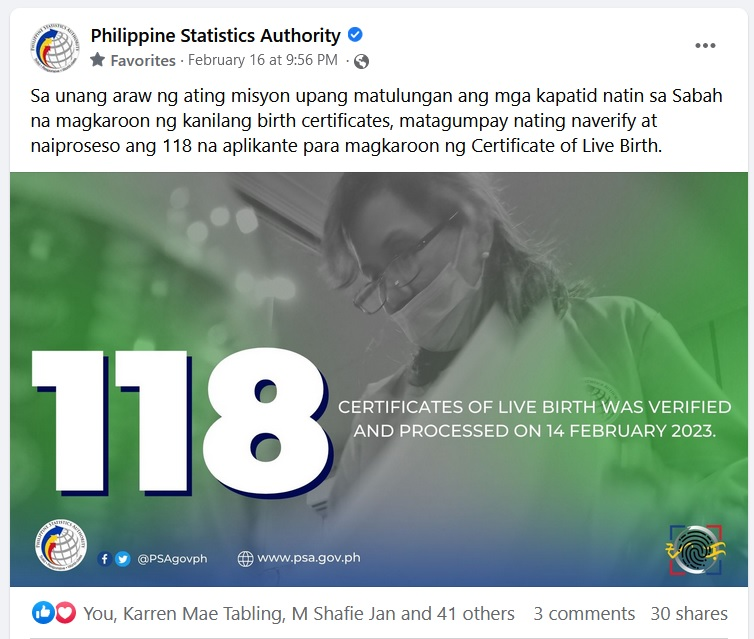 Philippine Statistics Authority
Favorites · February 16 at 9:56 PM ·
Sa unang araw ng ating misyon upang matulungan ang mga kapatid natin sa Sabah
na magkaroon ng kanilang birth certificates, matagumpay nating naverify at
naiproseso ang 118 na aplikante para magkaroon ng Certificate of Live Birth.
118
CERTIFICATES OF LIVE BIRTH WAS VERIFIED
AND PROCESSED ON 14 FEBRUARY 2023.
@PSAgovph
www.psa.gov.ph
You, Karren Mae Tabling, M Shafie Jan and 41 others 3 comments 30 shares